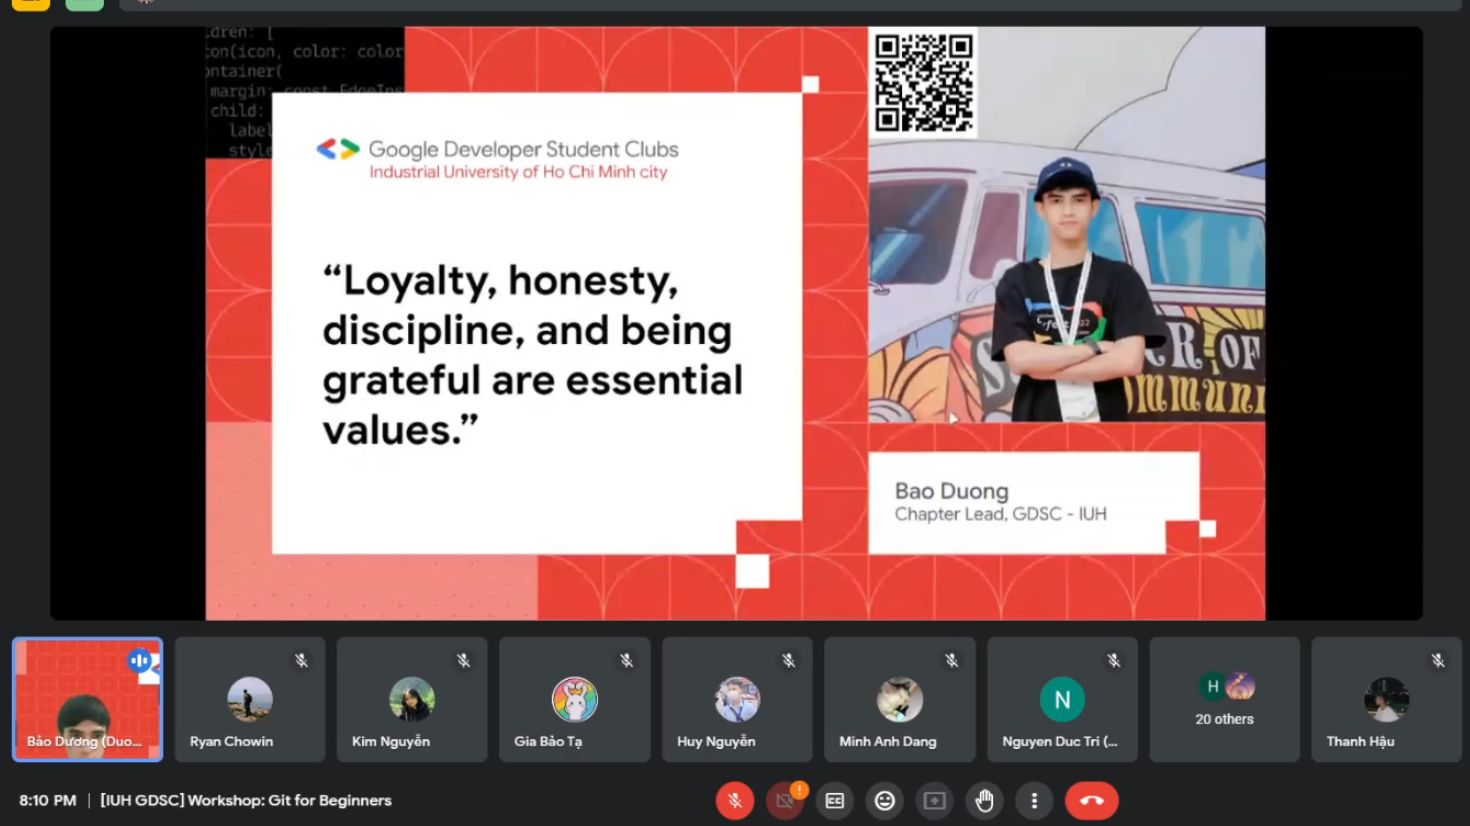 dren: [
con(icon, color: color
ontainer(
margin: const EdgeIns
child:
label
style
Google Developer Student Clubs
Industrial University of Ho Chi Minh city
“Loyalty, honesty,
discipline, and being
grateful are essential
values.”
22
R OF
Bao Duong
Chapter Lead, GDSC - IUH
Bảo Dương (Duo...
Ryan Chowin
Kim Nguyễn
Gia Bảo Tạ
Huy Nguyễn
Minh Anh Dang
N
Nguyen Duc Tri (...
H
20 others
Thanh Hậu
8:10 PM | [IUH GDSC] Workshop: Git for Beginners